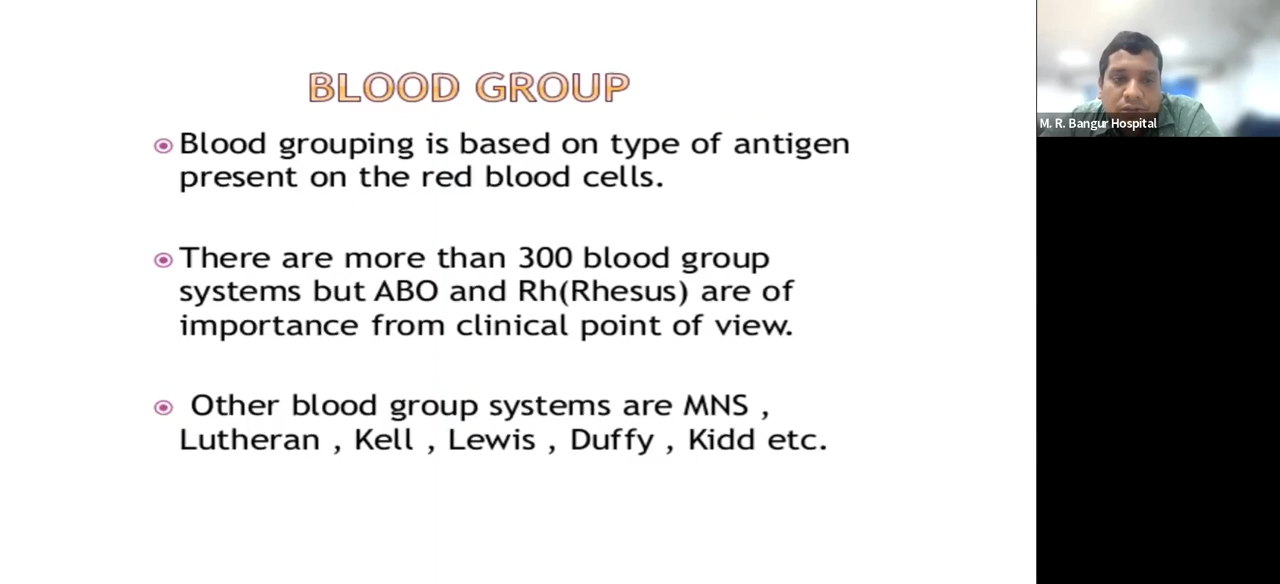 BLOOD GROUP
Blood grouping is based on type of antigen
present on the red blood cells.
There are more than 300 blood group
systems but ABO and Rh(Rhesus) are of
importance from clinical point of view.
Other blood group systems are MNS ,
Lutheran , Kell , Lewis , Duffy , Kidd etc.
M. R. Bangur Hospital